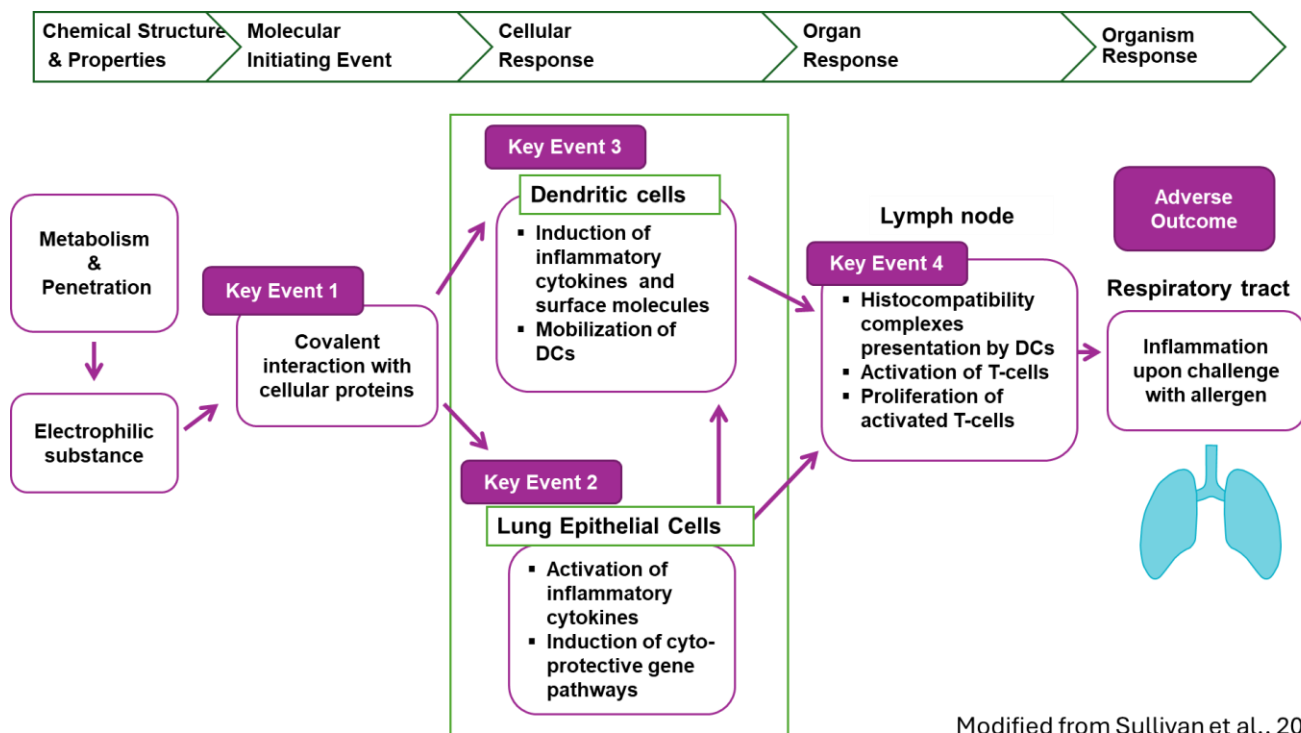 Chemical Structure
& Properties
Molecular
Initiating Event
Cellular
Response
Organ
Response
Organism
Response
Metabolism
&
Penetration
Electrophilic
substance
Key Event 1
Covalent
interaction with
cellular proteins
Key Event 3
Dendritic cells
▪ Induction of
inflammatory
cytokines and
surface molecules
▪ Mobilization of
DCs
Key Event 2
Lung Epithelial Cells
▪ Activation of
inflammatory
cytokines
▪ Induction of cyto-
protective gene
pathways
Lymph node
Key Event 4
▪ Histocompatibility
complexes
presentation by DCs
▪ Activation of T-cells
▪ Proliferation of
activated T-cells
Adverse
Outcome
Respiratory tract
Inflammation
upon challenge
with allergen
Modified from Sullivan et al., 20